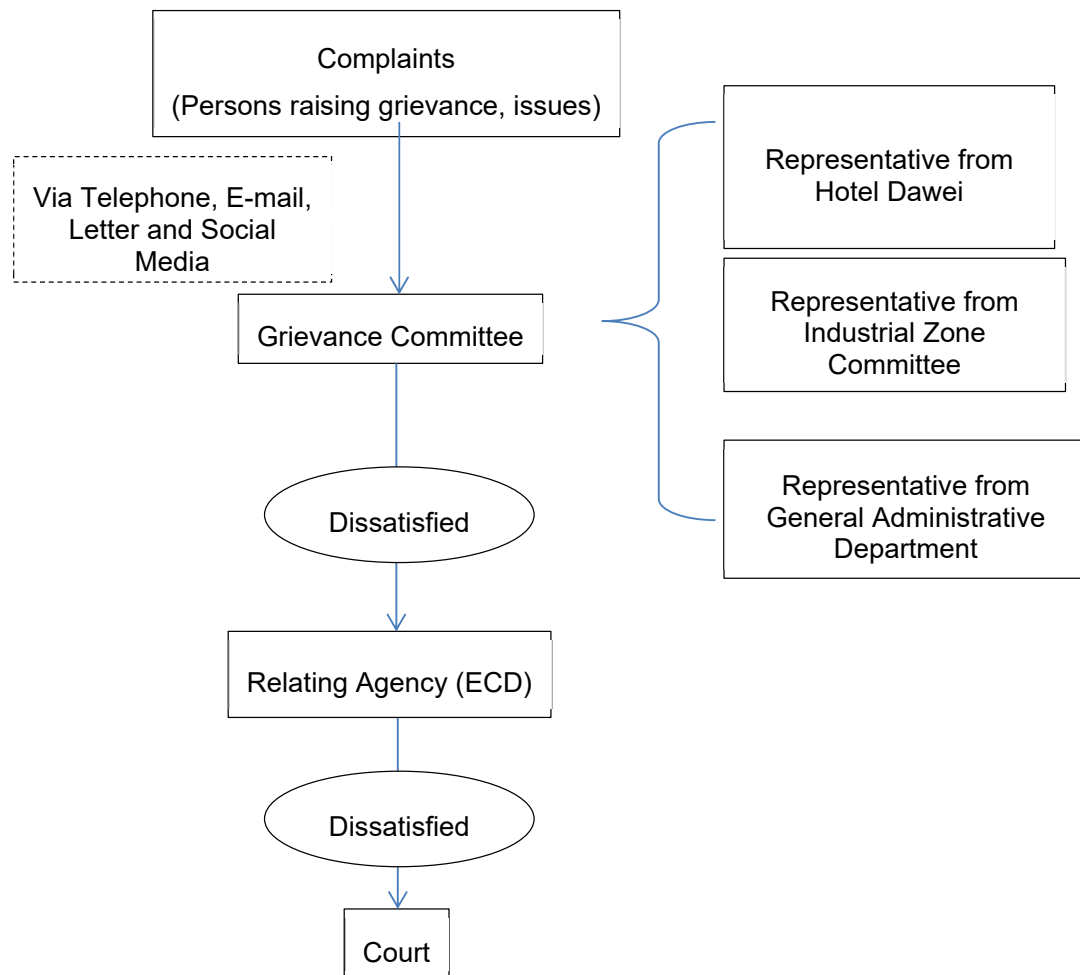 Complaints
(Persons raising grievance, issues)
Via Telephone, E-mail,
Letter and Social
Media
Grievance Committee
Representative from
Hotel Dawei
Representative from
Industrial Zone
Committee
Representative from
General Administrative
Department
Dissatisfied
Relating Agency (ECD)
Dissatisfied
Court